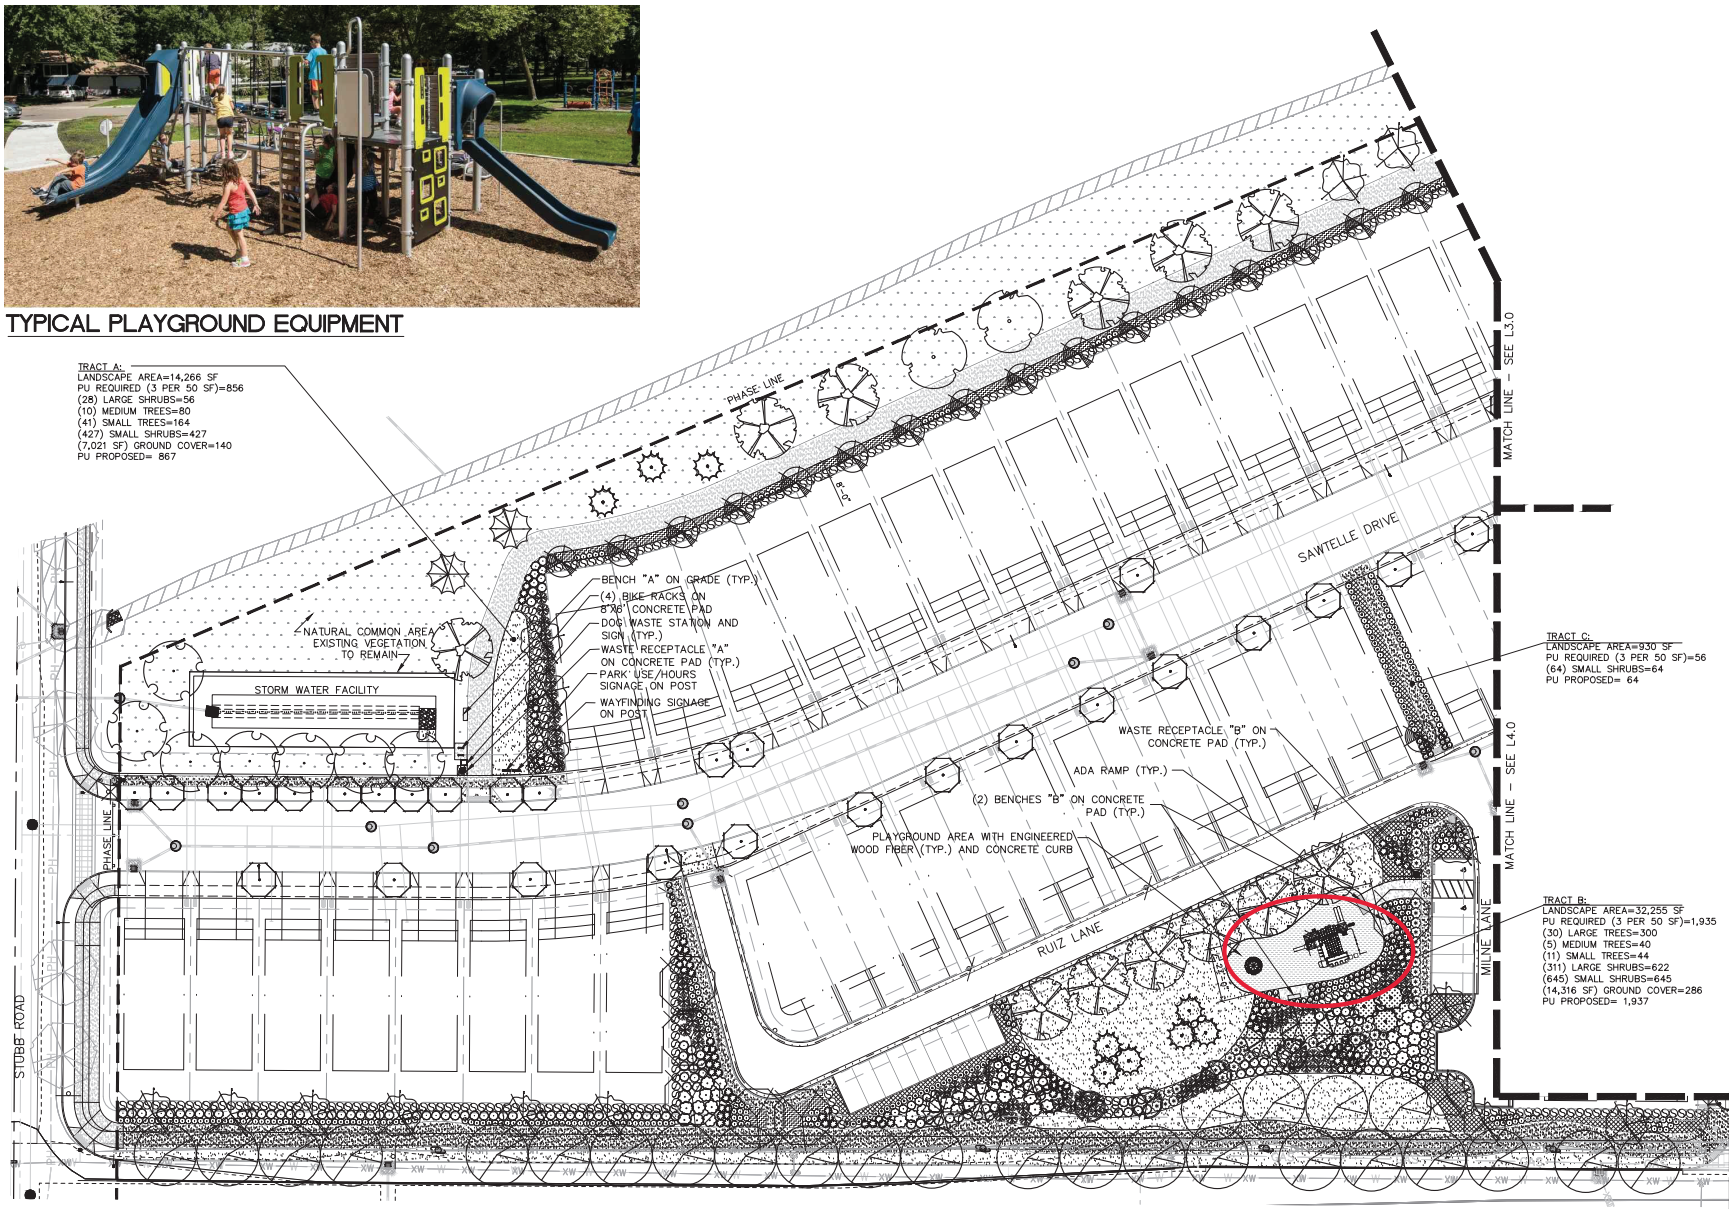 TYPICAL PLAYGROUND EQUIPMENT
TRACT A:
LANDSCAPE AREA=14,266 SF
PU REQUIRED (3 PER 50 SF)=856
(28) LARGE SHRUBS=56
(10) MEDIUM TREES=80
(41) SMALL TREES=164
(427) SMALL SHRUBS=427
(7,021 SF) GROUND COVER=140
PU PROPOSED= 867
PHASE LINE
MATCH LINE - SEE L3.0
8'-0"
SAWTELLE DRIVE
BENCH "A" ON GRADE (TYP.)
(4) BIKE RACKS ON
8'X6' CONCRETE PAD
DOG WASTE STATION AND
SIGN (TYP.)
WASTE RECEPTACLE "A"
ON CONCRETE PAD (TYP.)
PARK USE/HOURS
SIGNAGE ON POST
WAYFINDING SIGNAGE
ON POST
NATURAL COMMON AREA
EXISTING VEGETATION
TO REMAIN
STORM WATER FACILITY
TRACT C:
LANDSCAPE AREA=930 SF
PU REQUIRED (3 PER 50 SF)=56
(64) SMALL SHRUBS=64
PU PROPOSED= 64
WASTE RECEPTACLE "B" ON
CONCRETE PAD (TYP.)
ADA RAMP (TYP.)
(2) BENCHES "B" ON CONCRETE
PAD (TYP.)
PLAYGROUND AREA WITH ENGINEERED
WOOD FIBER (TYP.) AND CONCRETE CURB
MATCH LINE - SEE L4.0
PHASE LINE
TRACT B:
LANDSCAPE AREA=32,255 SF
PU REQUIRED (3 PER 50 SF)=1,935
(30) LARGE TREES=300
(5) MEDIUM TREES=40
(11) SMALL TREES=44
(311) LARGE SHRUBS=622
(645) SMALL SHRUBS=645
(14,316 SF) GROUND COVER=286
PU PROPOSED= 1,937
RUIZ LANE
MILNE LANE
STUBB ROAD